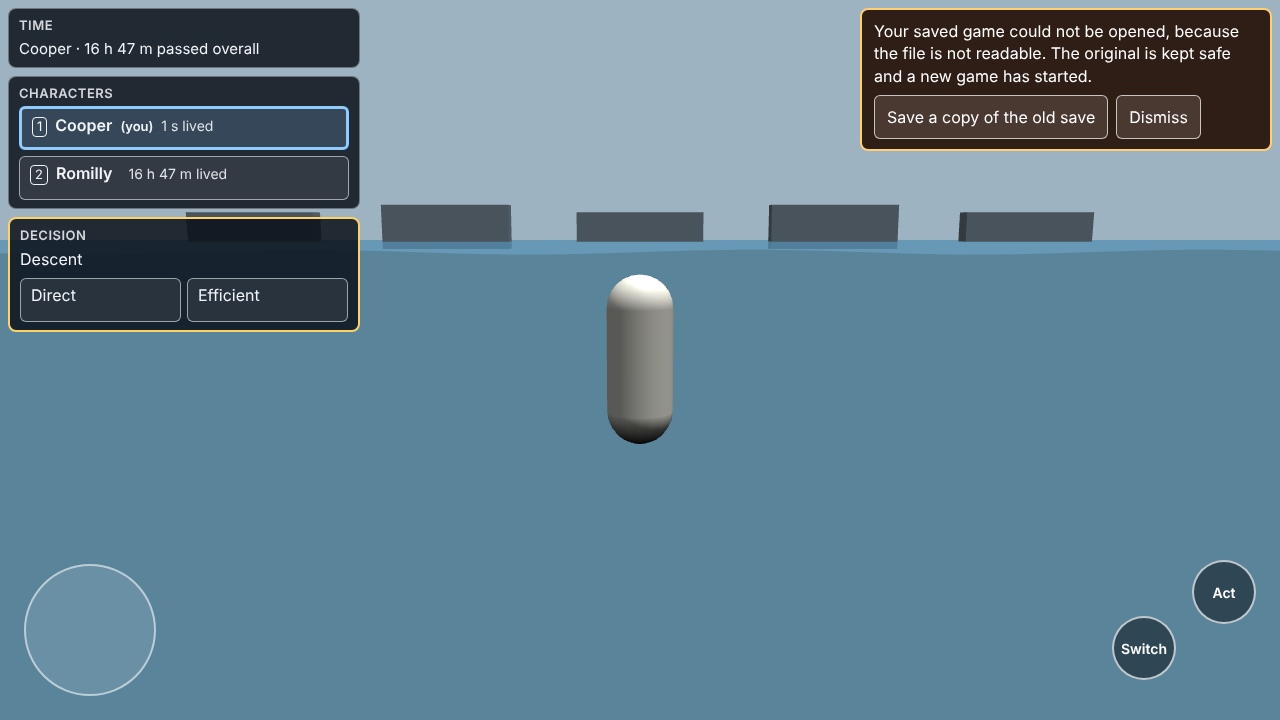 TIME
Cooper · 16 h 47 m passed overall
CHARACTERS
1 Cooper (you) 1 s lived
2 Romilly 16 h 47 m lived
DECISION
Descent
Direct Efficient
Your saved game could not be opened, because
the file is not readable. The original is kept safe
and a new game has started.
Save a copy of the old save Dismiss
Act
Switch